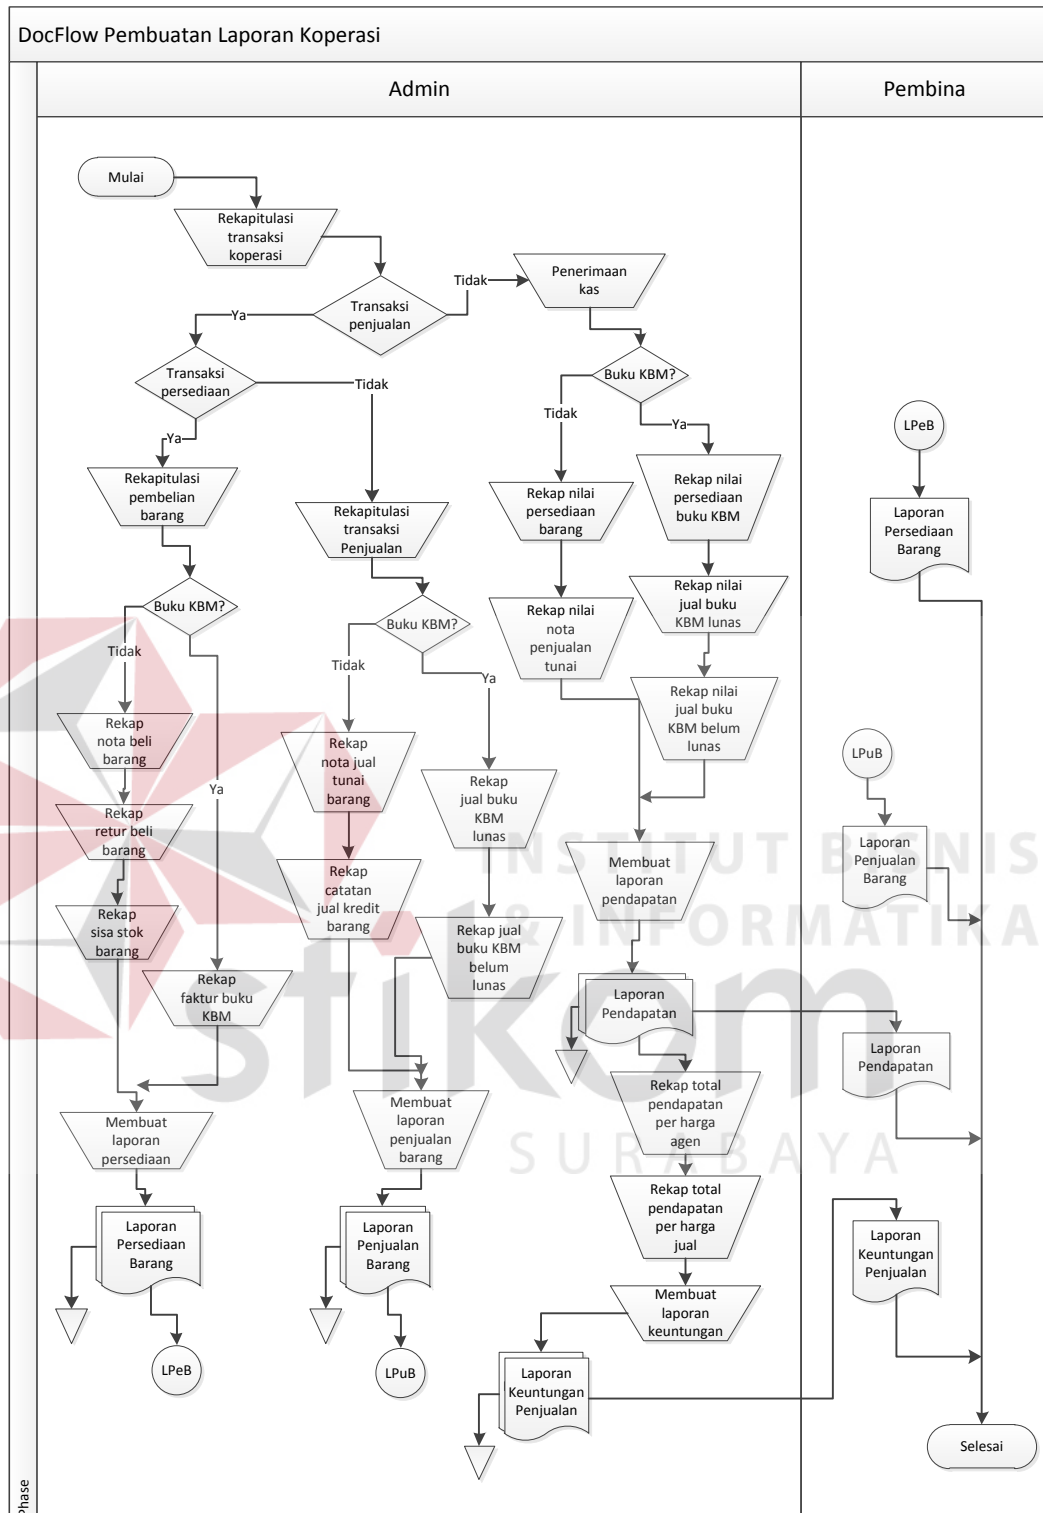 DocFlow Pembuatan Laporan Koperasi
Admin
Pembina
Phase
Mulai
Rekapitulasi
transaksi
koperasi
Transaksi
penjualan
Tidak
Penerimaan
kas
Ya
Transaksi
persediaan
Tidak
Buku KBM?
Tidak
Ya
Ya
Rekapitulasi
pembelian
barang
Rekapitulasi
transaksi
Penjualan
Rekap nilai
persediaan
barang
Rekap nilai
persediaan
buku KBM
LPeB
Laporan
Persediaan
Barang
Buku KBM?
Buku KBM?
Rekap nilai
nota
penjualan
tunai
Rekap nilai
jual buku
KBM lunas
Tidak
Tidak
Ya
Rekap nilai
jual buku
KBM belum
lunas
Rekap
nota beli
barang
Rekap
nota jual
tunai
barang
Ya
Rekap
jual buku
KBM
lunas
LPuB
Rekap
retur beli
barang
Rekap
catatan
jual kredit
barang
Membuat
laporan
pendapatan
Laporan
Penjualan
Barang
INSTITUT BISNIS
& INFORMATIKA
stikom
SURABAYA
Rekap
sisa stok
barang
Rekap jual
buku KBM
belum
lunas
Rekap
faktur buku
KBM
Laporan
Pendapatan
Laporan
Pendapatan
Membuat
laporan
persediaan
Membuat
laporan
penjualan
barang
Rekap total
pendapatan
per harga
agen
Rekap total
pendapatan
per harga
jual
Laporan
Persediaan
Barang
Laporan
Penjualan
Barang
Laporan
Keuntungan
Penjualan
Membuat
laporan
keuntungan
LPeB
LPuB
Laporan
Keuntungan
Penjualan
Selesai